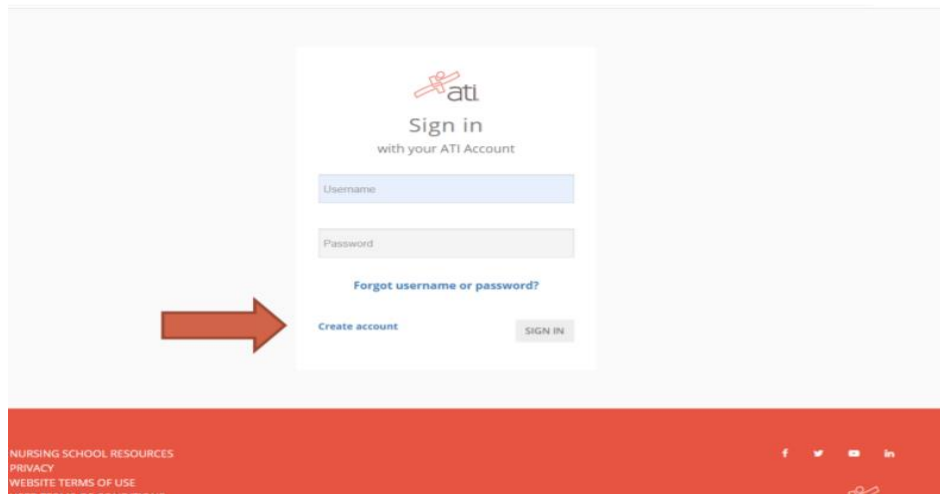 ati
Sign in
with your ATI Account
Username
Password
Forgot username or password?
Create account
SIGN IN
NURSING SCHOOL RESOURCES
PRIVACY
WEBSITE TERMS OF USE